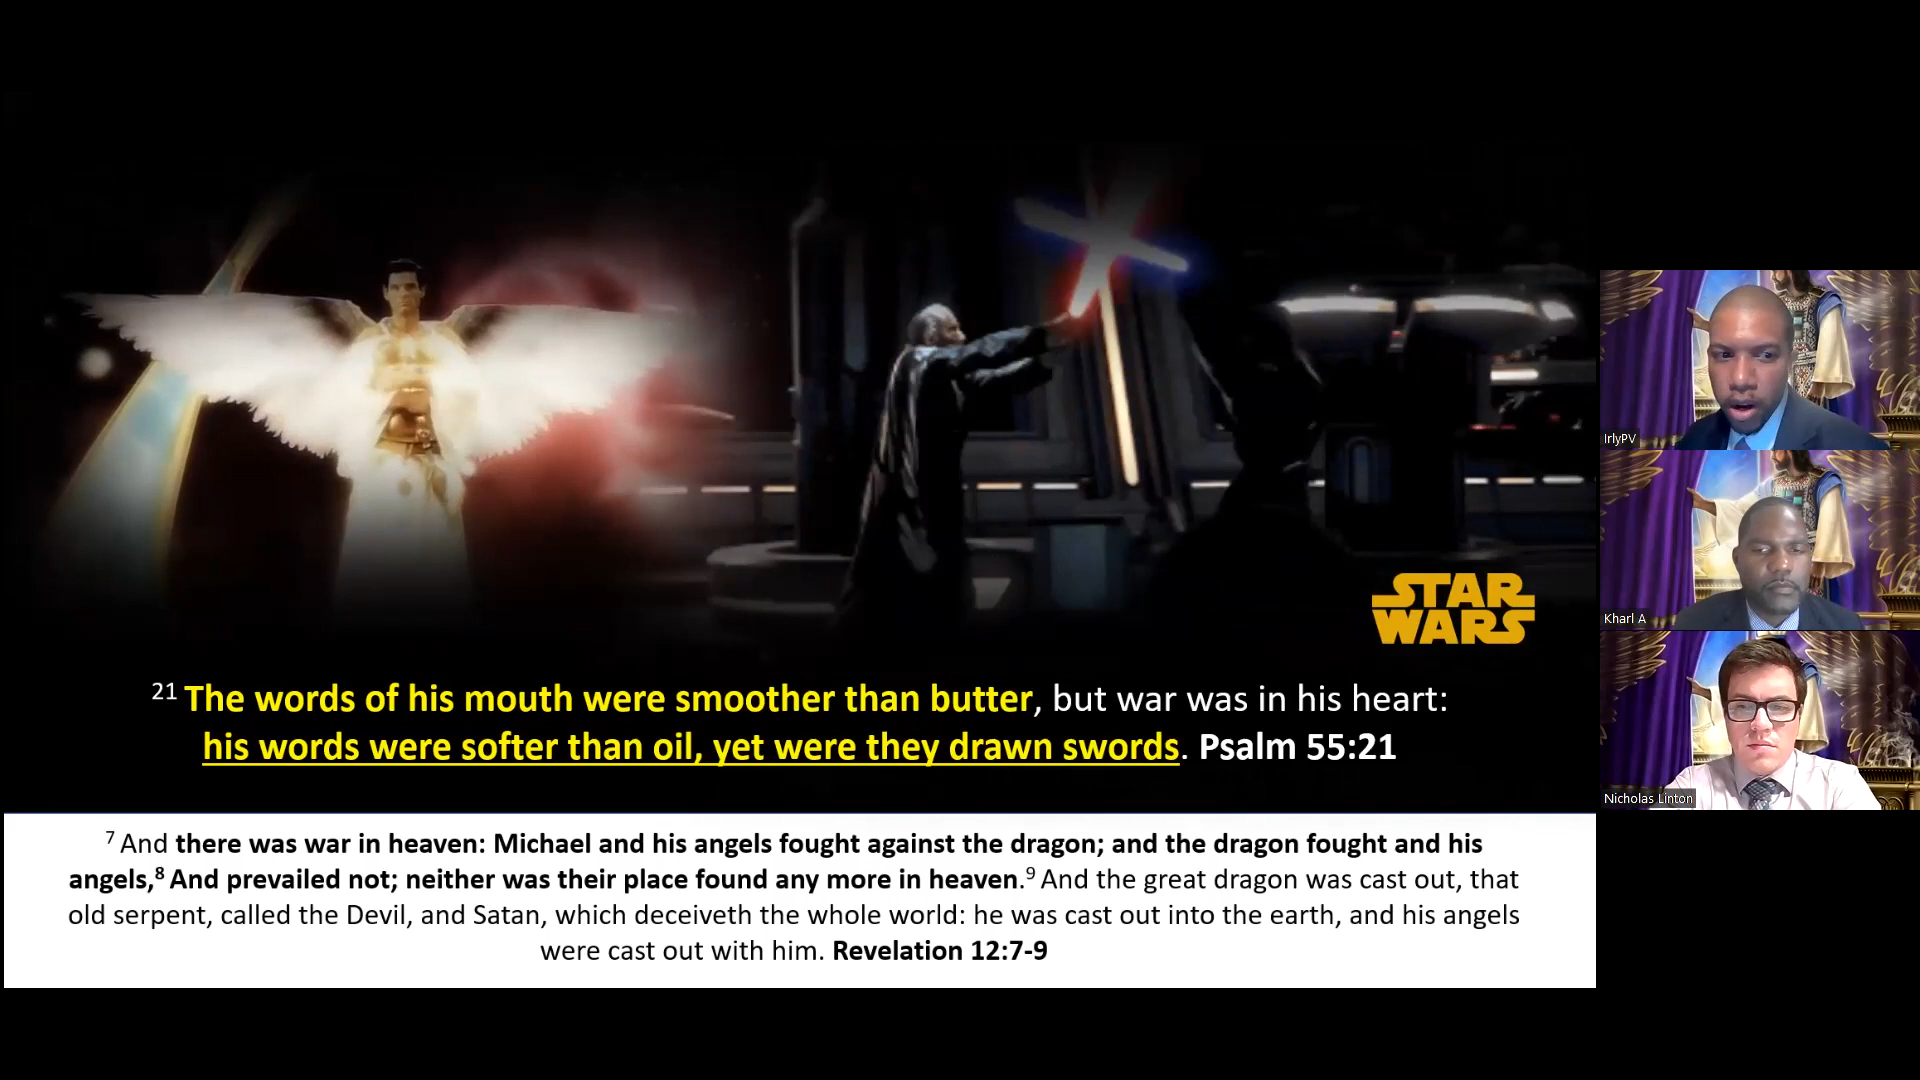 STAR
WARS
21 The words of his mouth were smoother than butter, but war was in his heart:
his words were softer than oil, yet were they drawn swords. Psalm 55:21
7 And there was war in heaven: Michael and his angels fought against the dragon; and the dragon fought and his
angels,8 And prevailed not; neither was their place found any more in heaven.9 And the great dragon was cast out, that
old serpent, called the Devil, and Satan, which deceiveth the whole world: he was cast out into the earth, and his angels
were cast out with him. Revelation 12:7-9
IrlyPV
Kharl A
Nicholas Linton